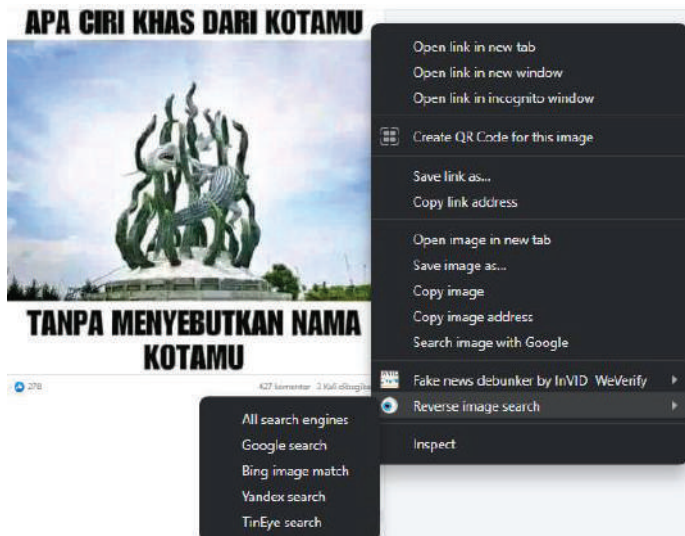 APA CIRI KHAS DARI KOTAMU
TANPA MENYEBUTKAN NAMA
KOTAMU
278
427 komentar 3 Kali dibagika
Open link in new tab
Open link in new window
Open link in incognito window
Create QR Code for this image
Save link as...
Copy link address
Open image in new tab
Save image as...
Copy image
Copy image address
Search image with Google
Fake news debunker by InVID WeVerify
Reverse image search
Inspect
All search engines
Google search
Bing image match
Yandex search
TinEye search